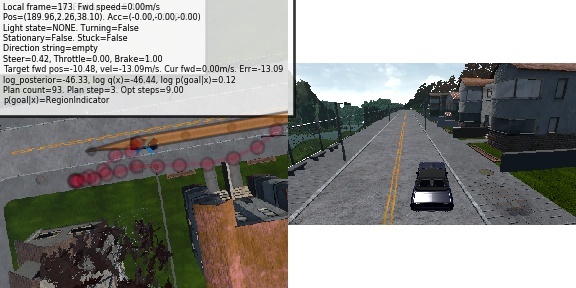 Local frame=173: Fwd speed=0.00m/s
Pos=(189.96,2.26,38.10). Acc=(-0.00,-0.00,-0.00)
Light state=NONE. Turning=False
Stationary=False. Stuck=False
Direction string=empty
Steer=0.42, Throttle=0.00, Brake=1.00
Target fwd pos=-10.48, vel=-13.09m/s. Cur fwd=0.00m/s. Err=-13.09
log_posterior=-46.33, log q(x)=-46.44, log p(goal|x)=0.12
Plan count=93. Plan step=3. Opt steps=9.00
p(goal|x)=RegionIndicator